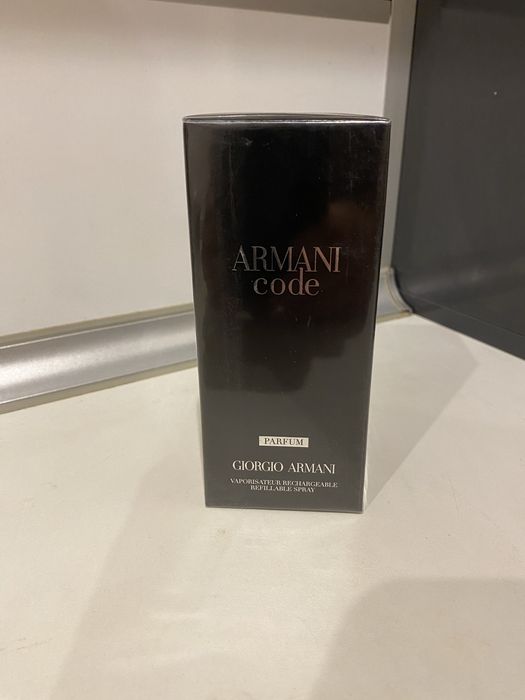 ARMANI
code
PARFUM
GIORGIO ARMANI
VAPORISATEUR RECHARGEABLE
REFILLABLE SPRAY